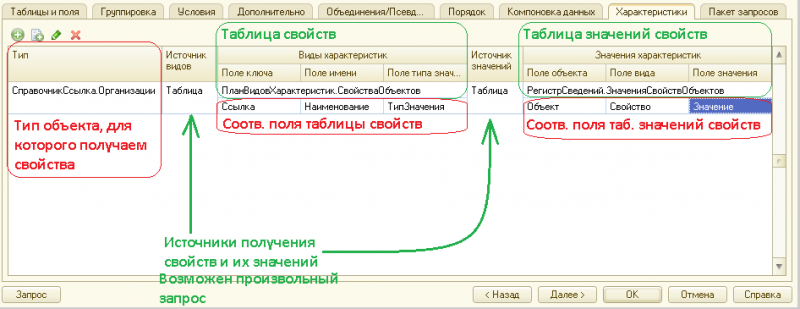 Таблицы и поля Группировка Условия Дополнительно Объединения/Псевд... Порядок Компоновка данных Характеристики Пакет запросов
Таблица свойств Таблица значений свойств
Тип Источник видов Виды характеристик Источник значений Значения характеристик
Поле ключа Поле имени Поле типа знач... Поле объекта Поле вида Поле значения
СправочникСсылка.Организации Таблица ПланВидовХарактеристик.СвойстваОбъектов Таблица РегистрСведений.ЗначенияСвойствОбъектов
Ссылка Наименование ТипЗначения Объект Свойство Значение
Тип объекта, для
которого получаем
свойства
Соотв. поля таблицы свойств Соотв. поля таб. значений свойств
Источники получения
свойств и их значений
Возможен произвольный
запрос
Запрос < Назад Далее > OK Отмена Справка